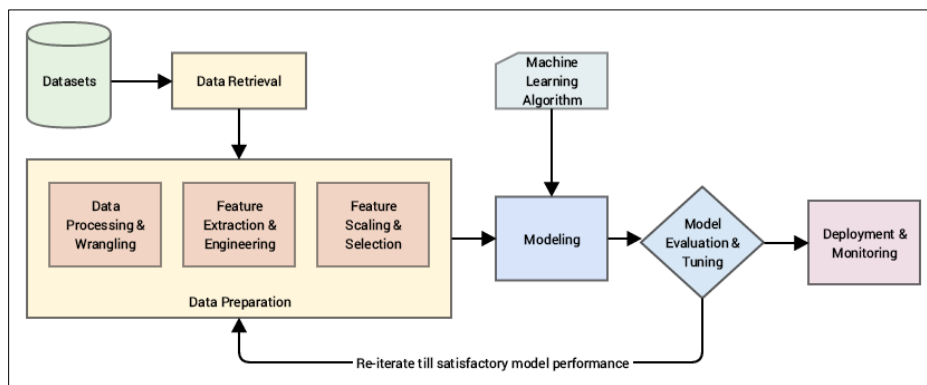 Datasets
Data Retrieval
Machine
Learning
Algorithm
Data
Processing &
Wrangling
Feature
Extraction &
Engineering
Feature
Scaling &
Selection
Data Preparation
Modeling
Model
Evaluation &
Tuning
Deployment &
Monitoring
Re-iterate till satisfactory model performance